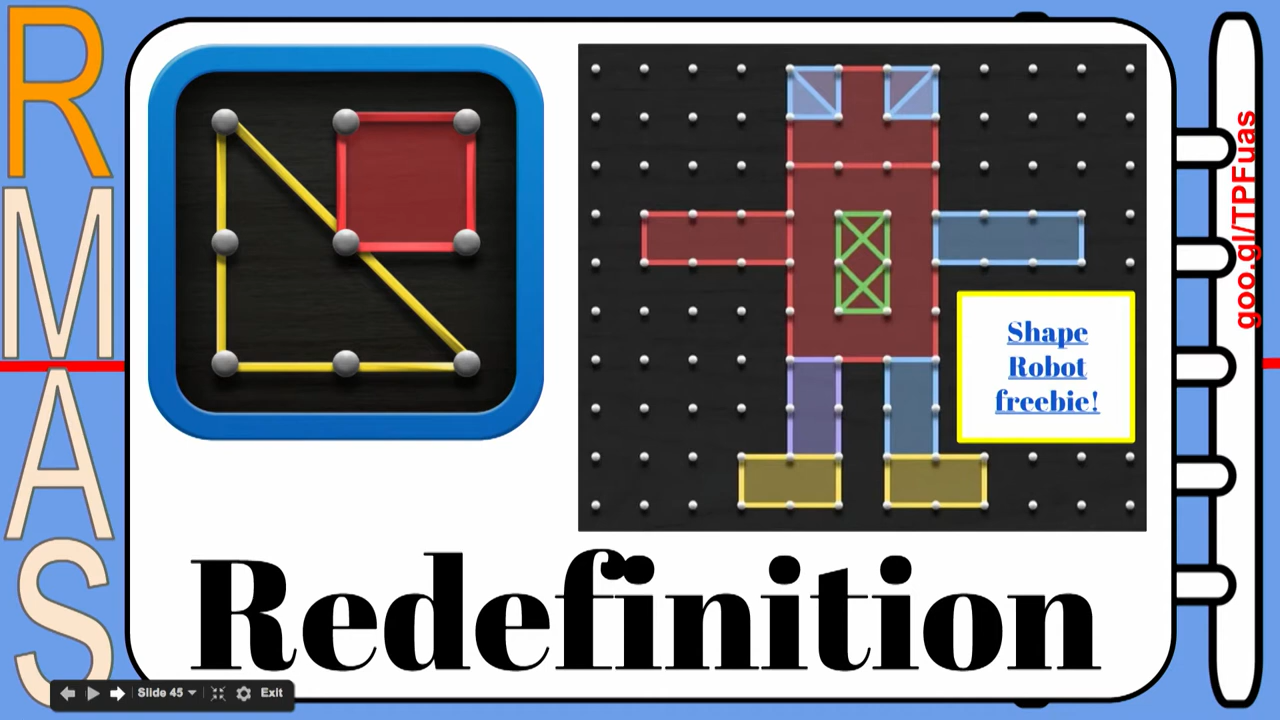 R
M
A
S
goo.gl/TPFuas
Shape
Robot
freebie!
Redefinition
Slide 45
Exit